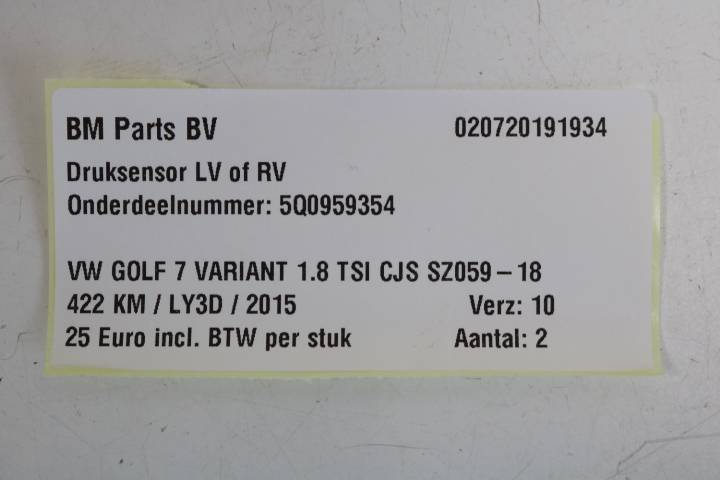 BM Parts BV 020720191934
Druksensor LV of RV
Onderdeelnummer: 5Q0959354
VW GOLF 7 VARIANT 1.8 TSI CJS SZ059 – 18
422 KM / LY3D / 2015 Verz: 10
25 Euro incl. BTW per stuk Aantal: 2